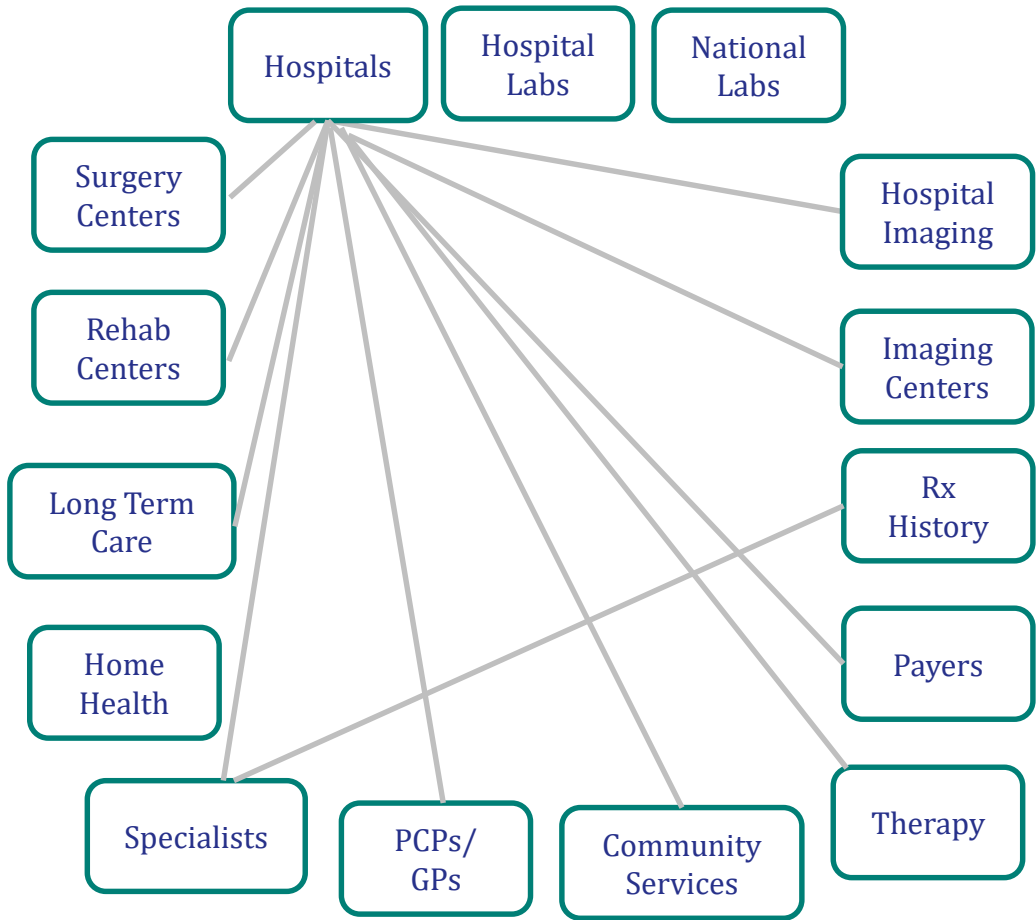 Hospitals
Hospital
Labs
National
Labs
Surgery
Centers
Hospital
Imaging
Rehab
Centers
Imaging
Centers
Long Term
Care
Rx
History
Home
Health
Payers
Specialists
PCPs/
GPs
Community
Services
Therapy